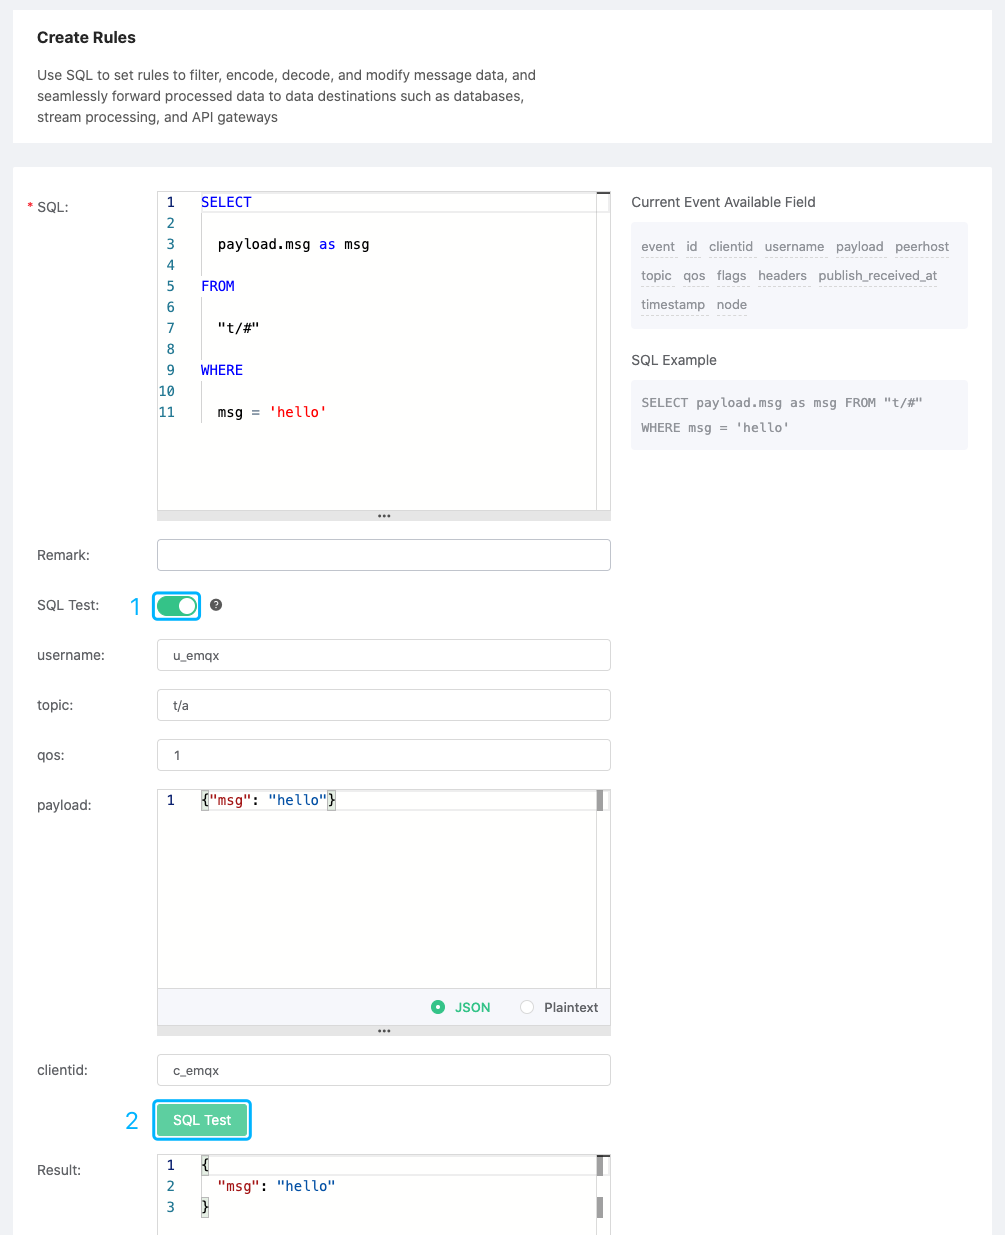 Create Rules
Use SQL to set rules to filter, encode, decode, and modify message data, and
seamlessly forward processed data to data destinations such as databases,
stream processing, and API gateways
* SQL:
1 SELECT
2
3 payload.msg as msg
4
5 FROM
6
7 "t/#"
8
9 WHERE
10
11 msg = 'hello'
Current Event Available Field
event id clientid username payload peerhost
topic qos flags headers publish_received_at
timestamp node
SQL Example
SELECT payload.msg as msg FROM "t/#"
WHERE msg = 'hello'
Remark:
SQL Test: 1 ?
username: u_emqx
topic: t/a
qos: 1
payload: 1 {"msg": "hello"}
JSON Plaintext
clientid: c_emqx
2 SQL Test
Result: 1 {
2 "msg": "hello"
3 }